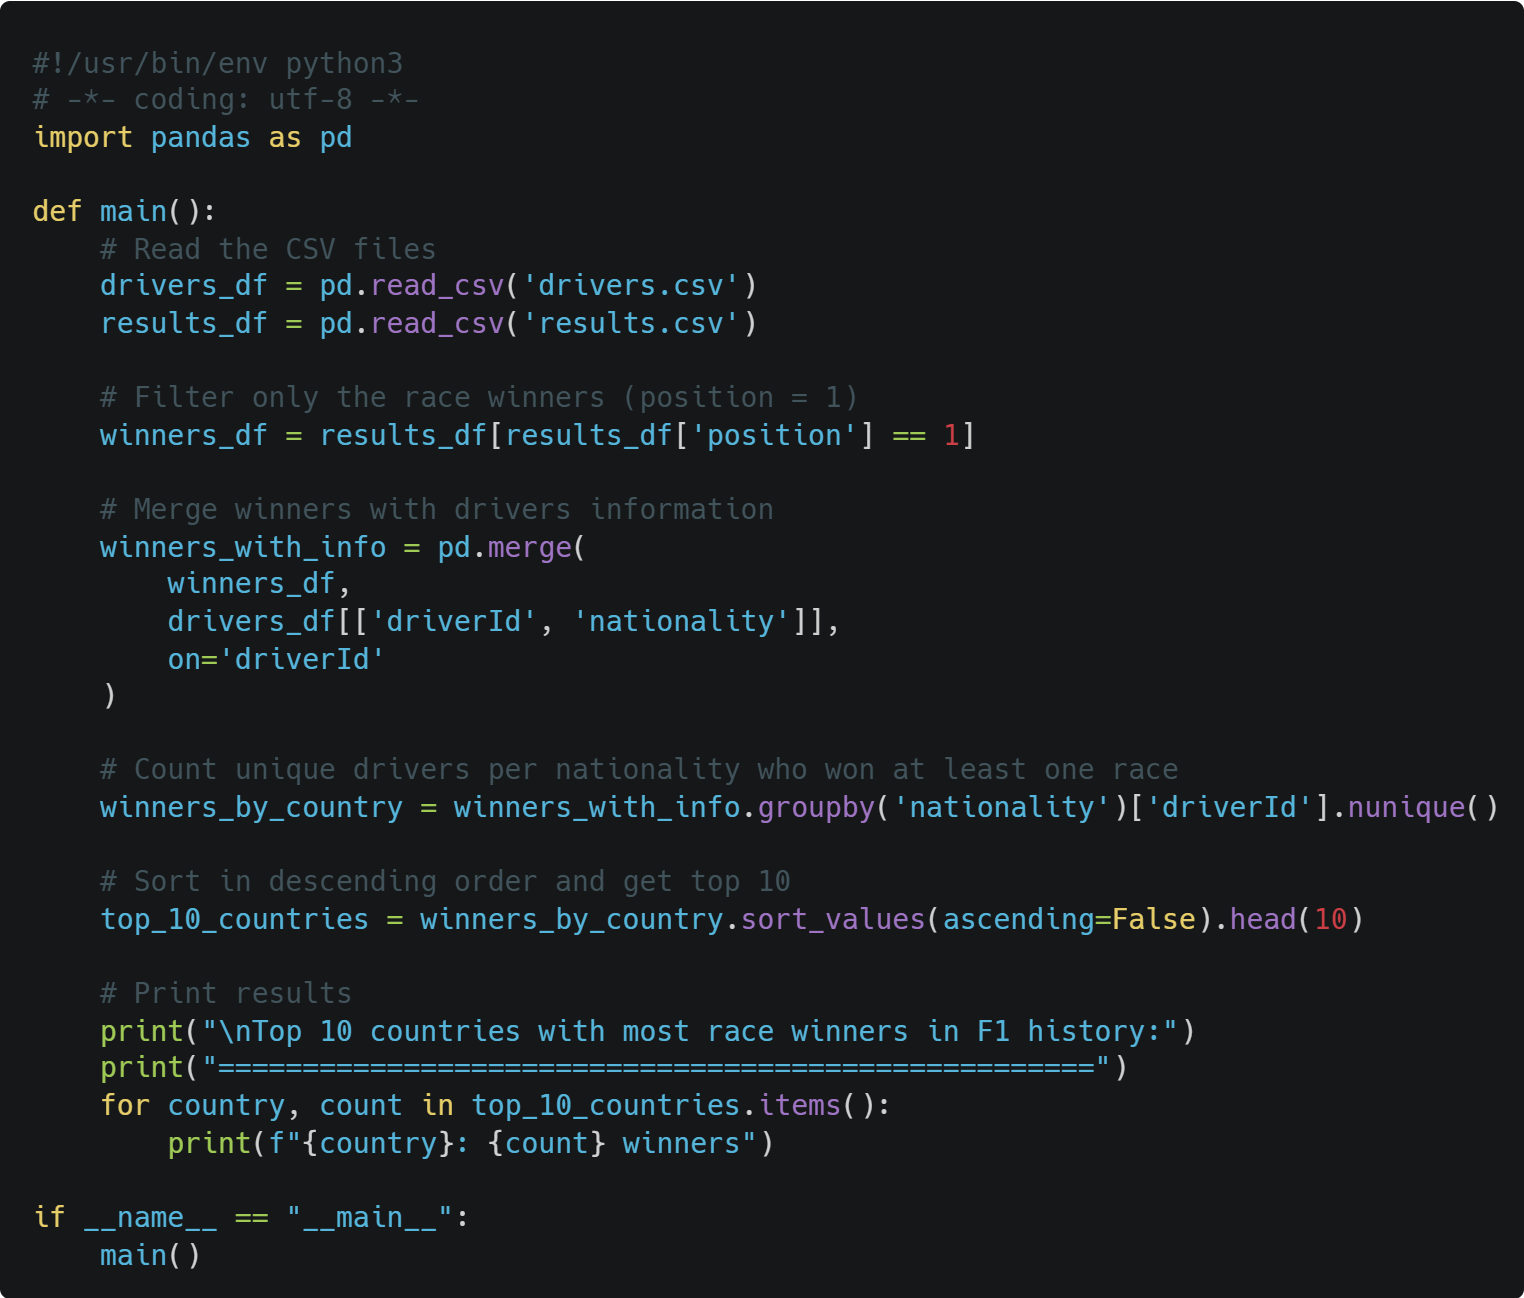 #!/usr/bin/env python3
# -*- coding: utf-8 -*-
import pandas as pd

def main():
    # Read the CSV files
    drivers_df = pd.read_csv('drivers.csv')
    results_df = pd.read_csv('results.csv')

    # Filter only the race winners (position = 1)
    winners_df = results_df[results_df['position'] == 1]

    # Merge winners with drivers information
    winners_with_info = pd.merge(
        winners_df,
        drivers_df[['driverId', 'nationality']],
        on='driverId'
    )

    # Count unique drivers per nationality who won at least one race
    winners_by_country = winners_with_info.groupby('nationality')['driverId'].nunique()

    # Sort in descending order and get top 10
    top_10_countries = winners_by_country.sort_values(ascending=False).head(10)

    # Print results
    print("\nTop 10 countries with most race winners in F1 history:")
    print("====================================================")
    for country, count in top_10_countries.items():
        print(f"{country}: {count} winners")

if __name__ == "__main__":
    main()